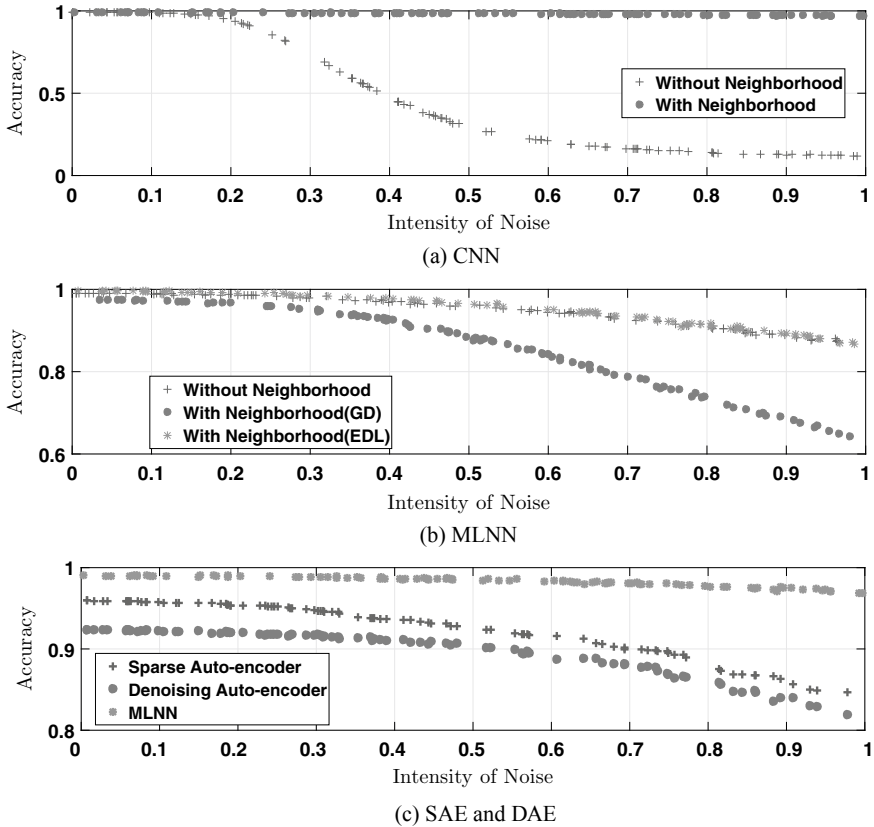 1
0.5
0
Accuracy
Without Neighborhood
With Neighborhood
0 0.1 0.2 0.3 0.4 0.5 0.6 0.7 0.8 0.9 1
Intensity of Noise
(a) CNN
1
0.8
0.6
Accuracy
Without Neighborhood
With Neighborhood(GD)
With Neighborhood(EDL)
0 0.1 0.2 0.3 0.4 0.5 0.6 0.7 0.8 0.9 1
Intensity of Noise
(b) MLNN
1
0.9
0.8
Accuracy
Sparse Auto-encoder
Denoising Auto-encoder
MLNN
0 0.1 0.2 0.3 0.4 0.5 0.6 0.7 0.8 0.9 1
Intensity of Noise
(c) SAE and DAE